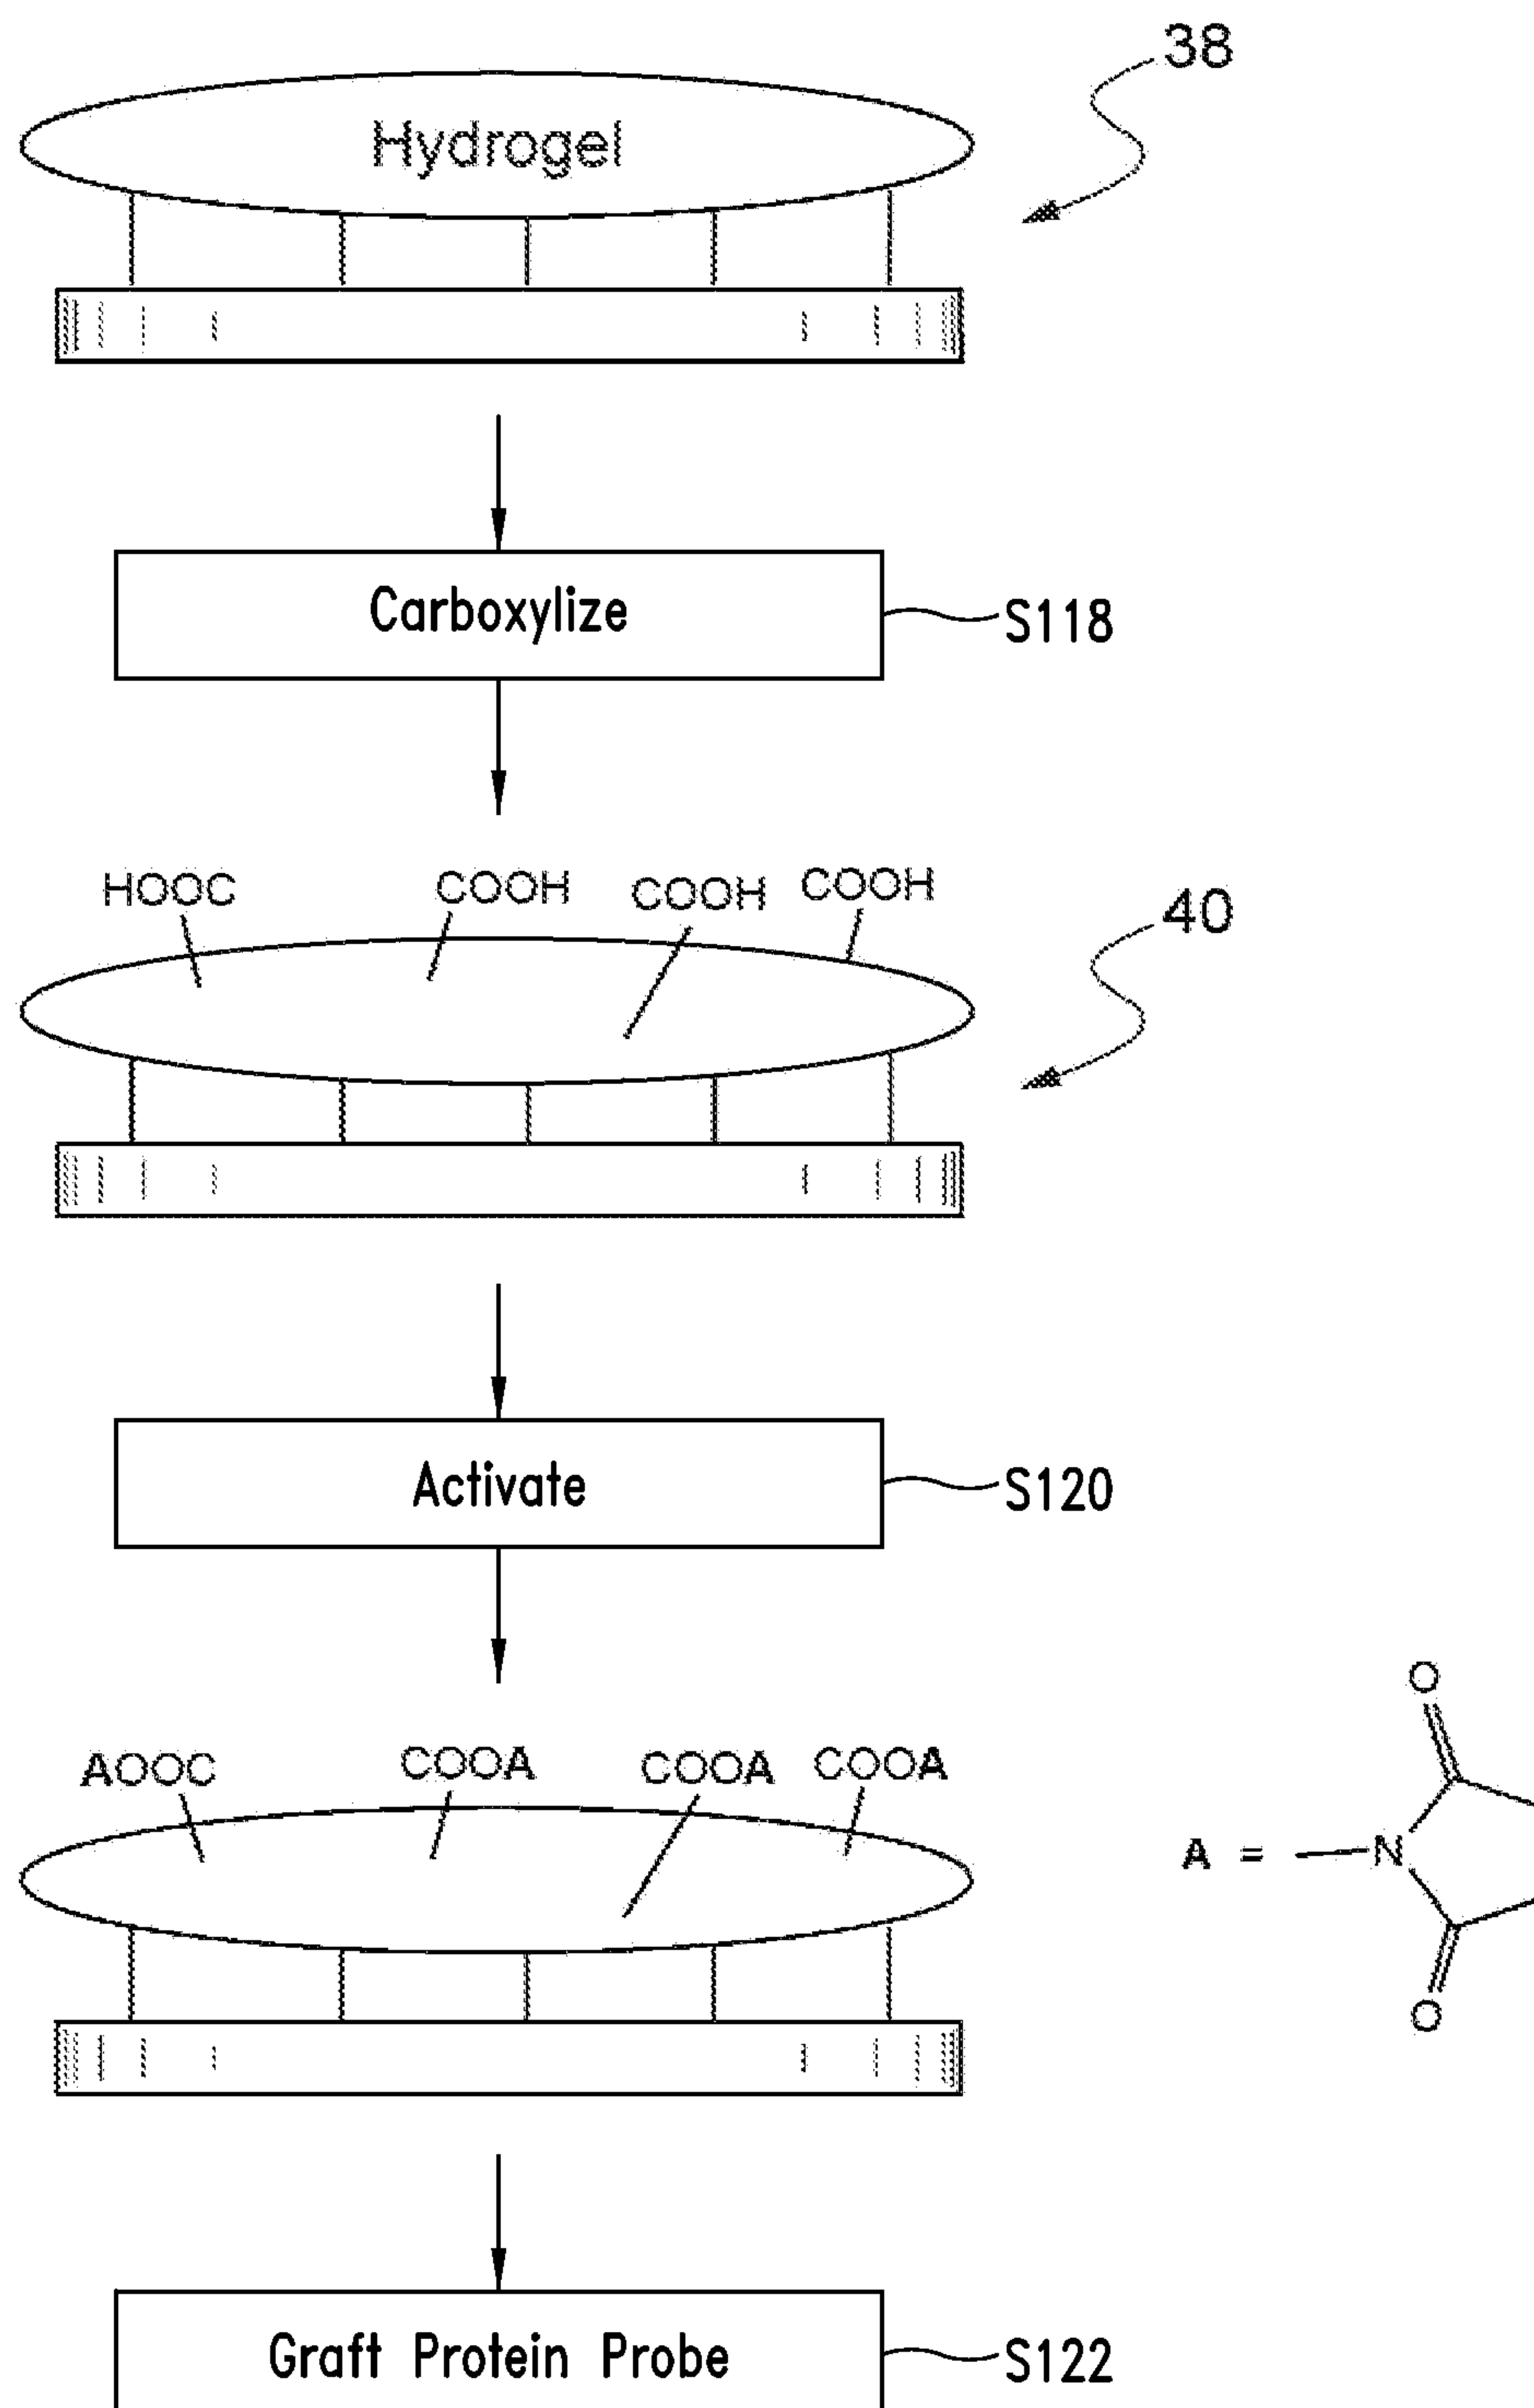 38
Hydrogel
Carboxylize
S118
HOOC COOH COOH COOH
40
Activate
S120
O
AOOC COOA COOA COOA
A = N
O
Graft Protein Probe
S122